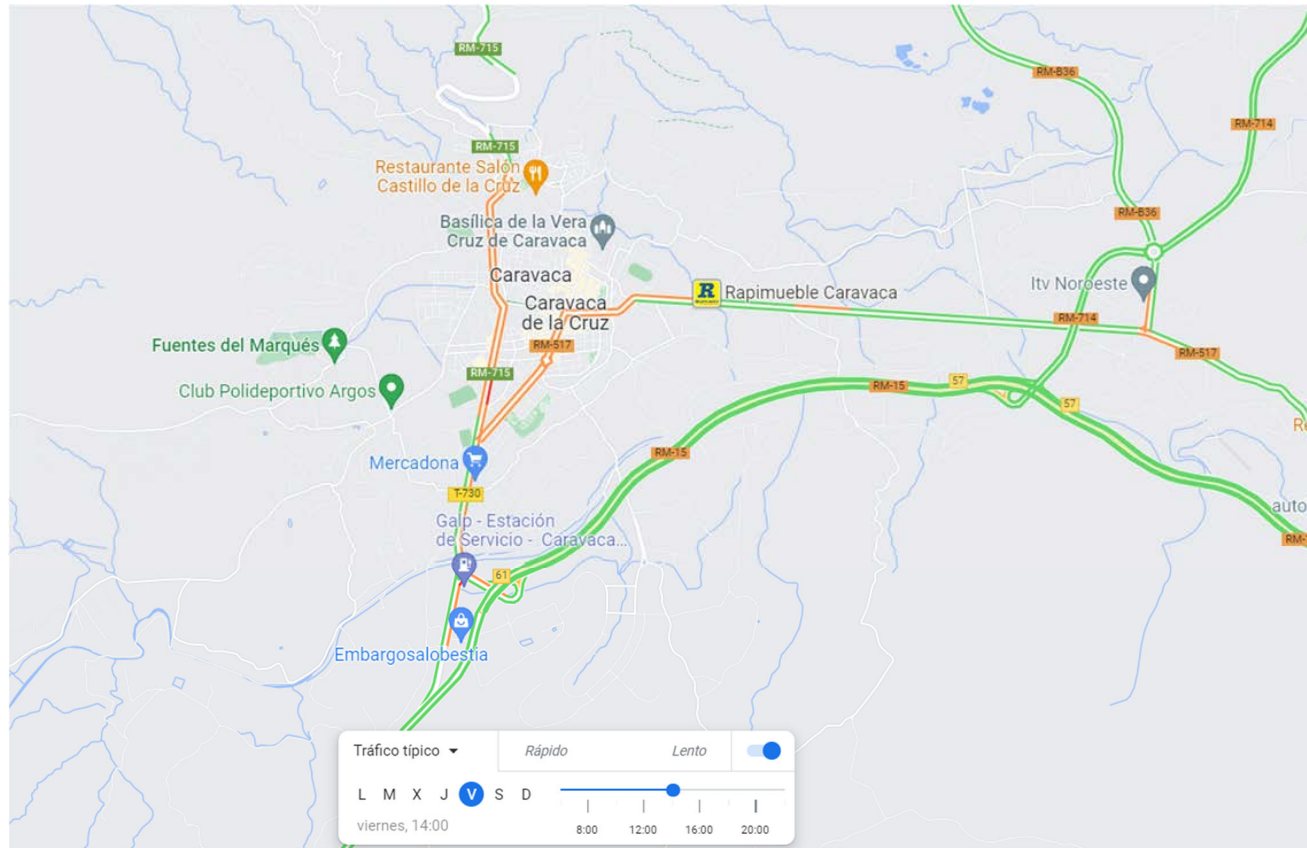 RM-715
RM-B36
RM-714
RM-715
Restaurante Salón
Castillo de la Cruz
RM-B36
Basílica de la Vera
Cruz de Caravaca
Caravaca
Itv Noroeste
R
Rapimueble Caravaca
Caravaca
de la Cruz
RM-714
Fuentes del Marqués
RM-517
RM-517
RM-715
Club Polideportivo Argos
RM-15
57
57
Re
RM-15
Mercadona
T-730
auto
Galp - Estación
de Servicio - Caravaca...
RM-
61
Embargosalobestia
Tráfico típico
Rápido
Lento
L M X J V S D
viernes, 14:00
8:00 12:00 16:00 20:00